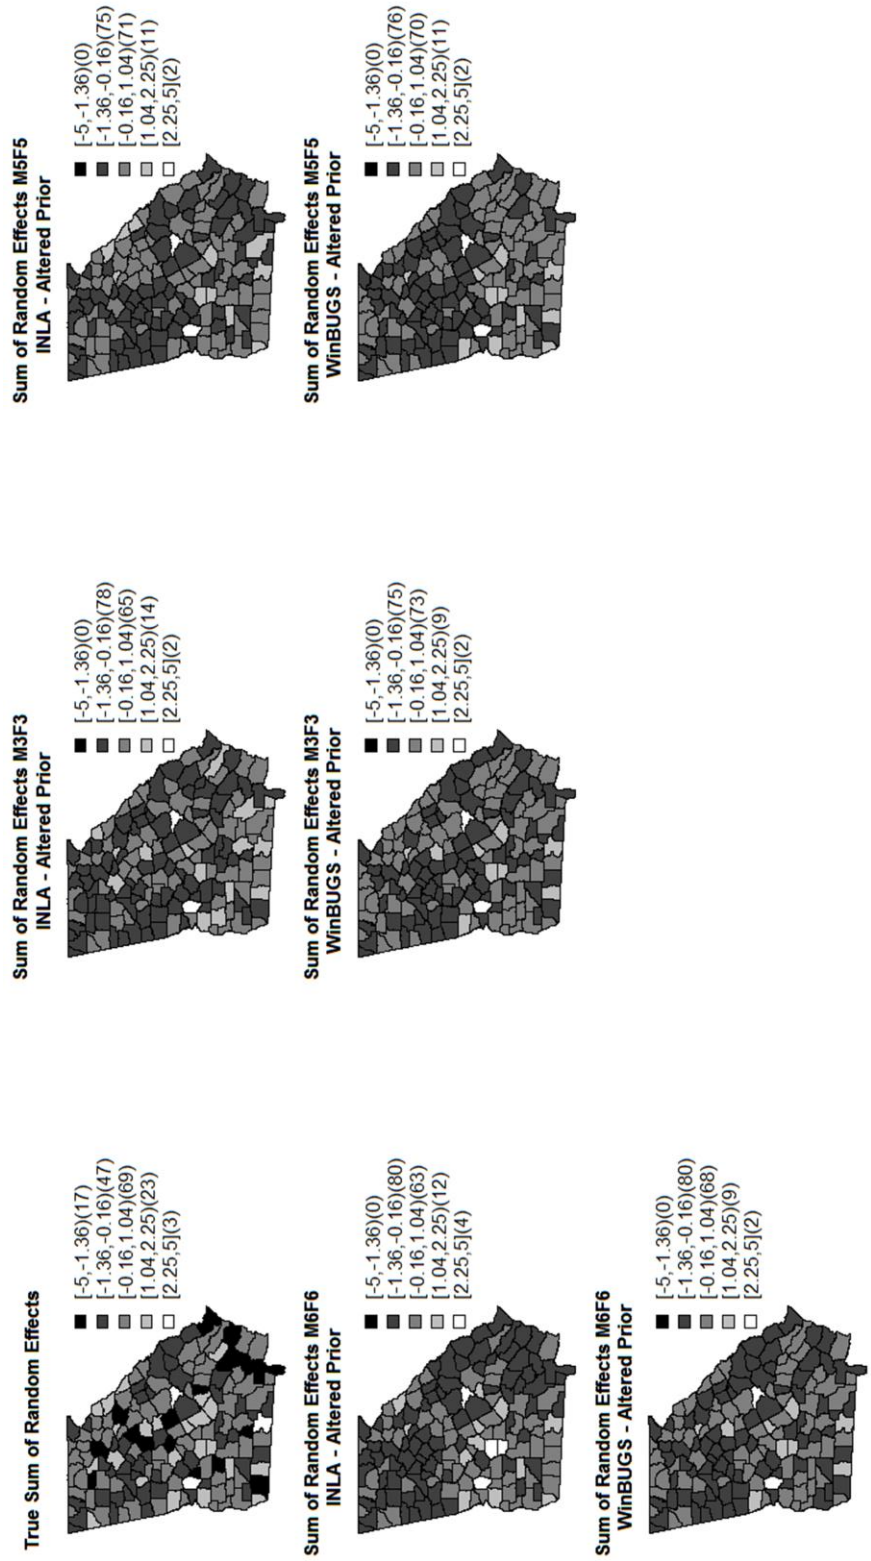 True Sum of Random Effects
[-5,-1.36)(17)
[-1.36,-0.16)(47)
[-0.16,1.04)(69)
[1.04,2.25)(23)
[2.25,5](3)
Sum of Random Effects M3F3
INLA - Altered Prior
[-5,-1.36)(0)
[-1.36,-0.16)(78)
[-0.16,1.04)(65)
[1.04,2.25)(14)
[2.25,5](2)
Sum of Random Effects M5F5
INLA - Altered Prior
[-5,-1.36)(0)
[-1.36,-0.16)(75)
[-0.16,1.04)(71)
[1.04,2.25)(11)
[2.25,5](2)
Sum of Random Effects M6F6
INLA - Altered Prior
[-5,-1.36)(0)
[-1.36,-0.16)(80)
[-0.16,1.04)(63)
[1.04,2.25)(12)
[2.25,5](4)
Sum of Random Effects M3F3
WinBUGS - Altered Prior
[-5,-1.36)(0)
[-1.36,-0.16)(75)
[-0.16,1.04)(73)
[1.04,2.25)(9)
[2.25,5](2)
Sum of Random Effects M5F5
WinBUGS - Altered Prior
[-5,-1.36)(0)
[-1.36,-0.16)(76)
[-0.16,1.04)(70)
[1.04,2.25)(11)
[2.25,5](2)
Sum of Random Effects M6F6
WinBUGS - Altered Prior
[-5,-1.36)(0)
[-1.36,-0.16)(80)
[-0.16,1.04)(68)
[1.04,2.25)(9)
[2.25,5](2)